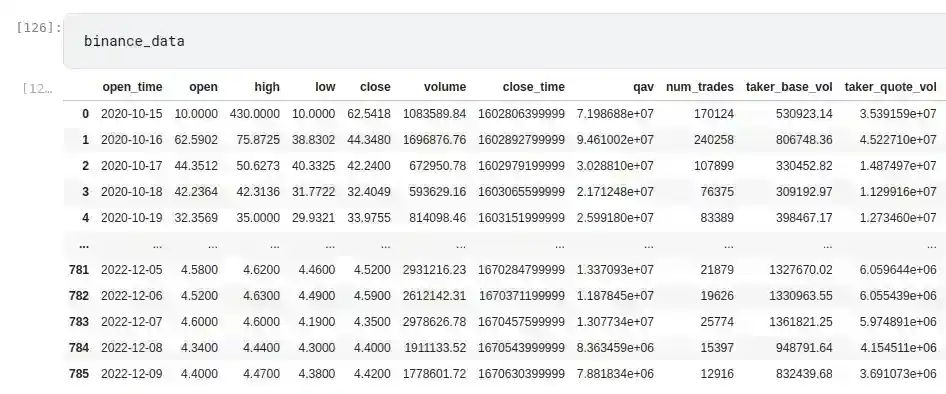 [126]:
binance_data
[12...
open_time open high low close volume close_time qav num_trades taker_base_vol taker_quote_vol
0 2020-10-15 10.0000 430.0000 10.0000 62.5418 1083589.84 1602806399999 7.198688e+07 170124 530923.14 3.539159e+07
1 2020-10-16 62.5902 75.8725 38.8302 44.3480 1696876.76 1602892799999 9.461002e+07 240258 806748.36 4.522710e+07
2 2020-10-17 44.3512 50.6273 40.3325 42.2400 672950.78 1602979199999 3.028810e+07 107899 330452.82 1.487497e+07
3 2020-10-18 42.2364 42.3136 31.7722 32.4049 593629.16 1603065599999 2.171248e+07 76375 309192.97 1.129916e+07
4 2020-10-19 32.3569 35.0000 29.9321 33.9755 814098.46 1603151999999 2.599180e+07 83389 398467.17 1.273460e+07
... ... ... ... ... ... ... ... ... ... ... ...
781 2022-12-05 4.5800 4.6200 4.4600 4.5200 2931216.23 1670284799999 1.337093e+07 21879 1327670.02 6.059644e+06
782 2022-12-06 4.5200 4.6300 4.4900 4.5900 2612142.31 1670371199999 1.187845e+07 19626 1330963.55 6.055439e+06
783 2022-12-07 4.6000 4.6000 4.1900 4.3500 2978626.78 1670457599999 1.307734e+07 25774 1361821.25 5.974891e+06
784 2022-12-08 4.3400 4.4400 4.3000 4.4000 1911133.52 1670543999999 8.363459e+06 15397 948791.64 4.154511e+06
785 2022-12-09 4.4000 4.4700 4.3800 4.4200 1778601.72 1670630399999 7.881834e+06 12916 832439.68 3.691073e+06